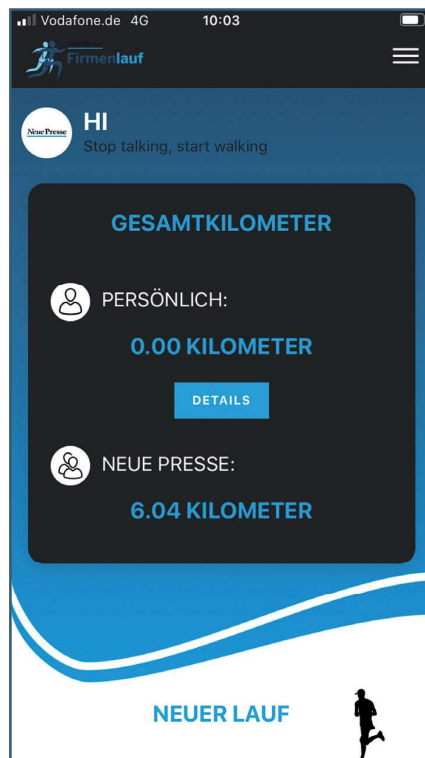 Vodafone.de 4G 10:03
Firmenlauf
Neue Presse
HI
Stop talking, start walking
GESAMTKILOMETER
PERSÖNLICH:
0.00 KILOMETER
DETAILS
NEUE PRESSE:
6.04 KILOMETER
NEUER LAUF